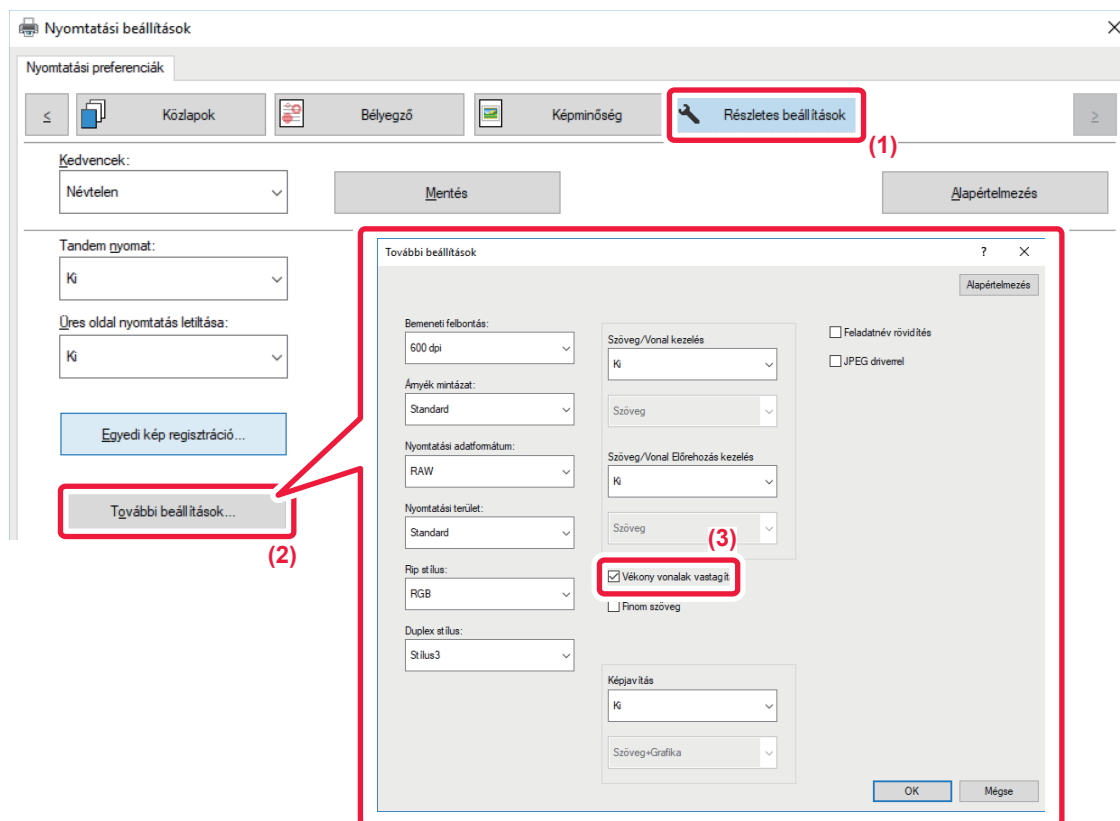 Nyomtatási beállítások
Nyomtatási preferenciák
< Közlapok Bélyegző Képminőség Részletes beállítások >
(1)
Kedvencek:
Névtelen Mentés Alapértelmezés
Tandem nyomat:
Ki
Üres oldal nyomtatás letiltása:
Ki
Egyedi kép regisztráció...
További beállítások...
(2)
További beállítások ?
Alapértelmezés
Bemeneti felbontás:
600 dpi
Árnyék mintázat:
Standard
Nyomtatási adatformátum:
RAW
Nyomtatási terület:
Standard
Rip stílus:
RGB
Duplex stílus:
Stílus3
Szöveg/Vonal kezelés
Ki
Szöveg
Szöveg/Vonal Előrehozás kezelés
Ki
Szöveg
(3)
Vékony vonalak vastagít
Finom szöveg
Képjavítás
Ki
Szöveg+Grafika
Feladatnév rövidítés
JPEG driverrel
OK Mégse